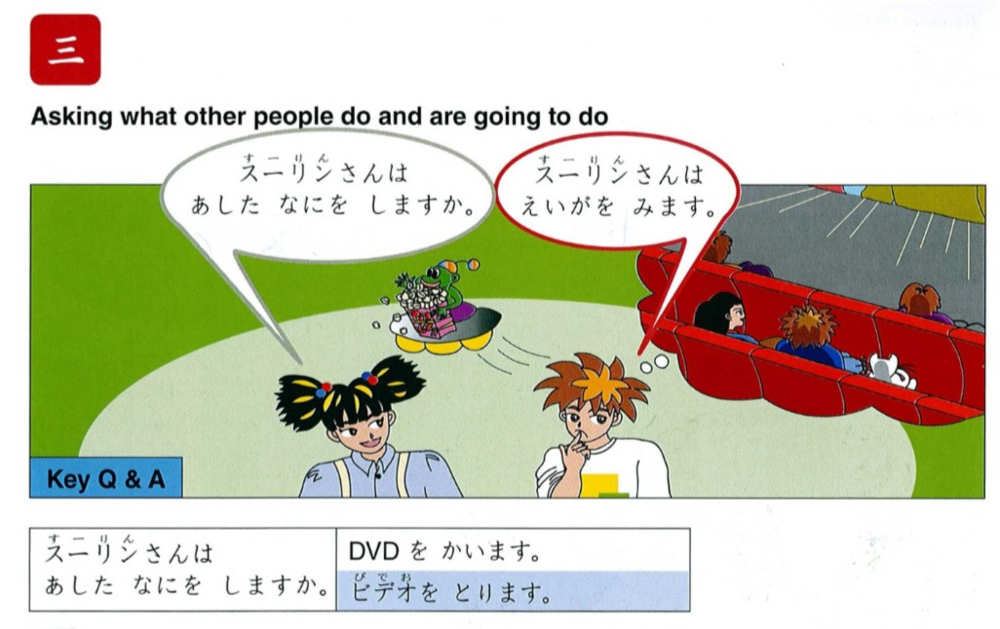 三
Asking what other people do and are going to do
スーリンさんは
あした なにを しますか。
スーリンさんは
えいがを みます。
Key Q & A
スーリンさんは
あした なにを しますか。
DVD を かいます。
ビデオを とります。